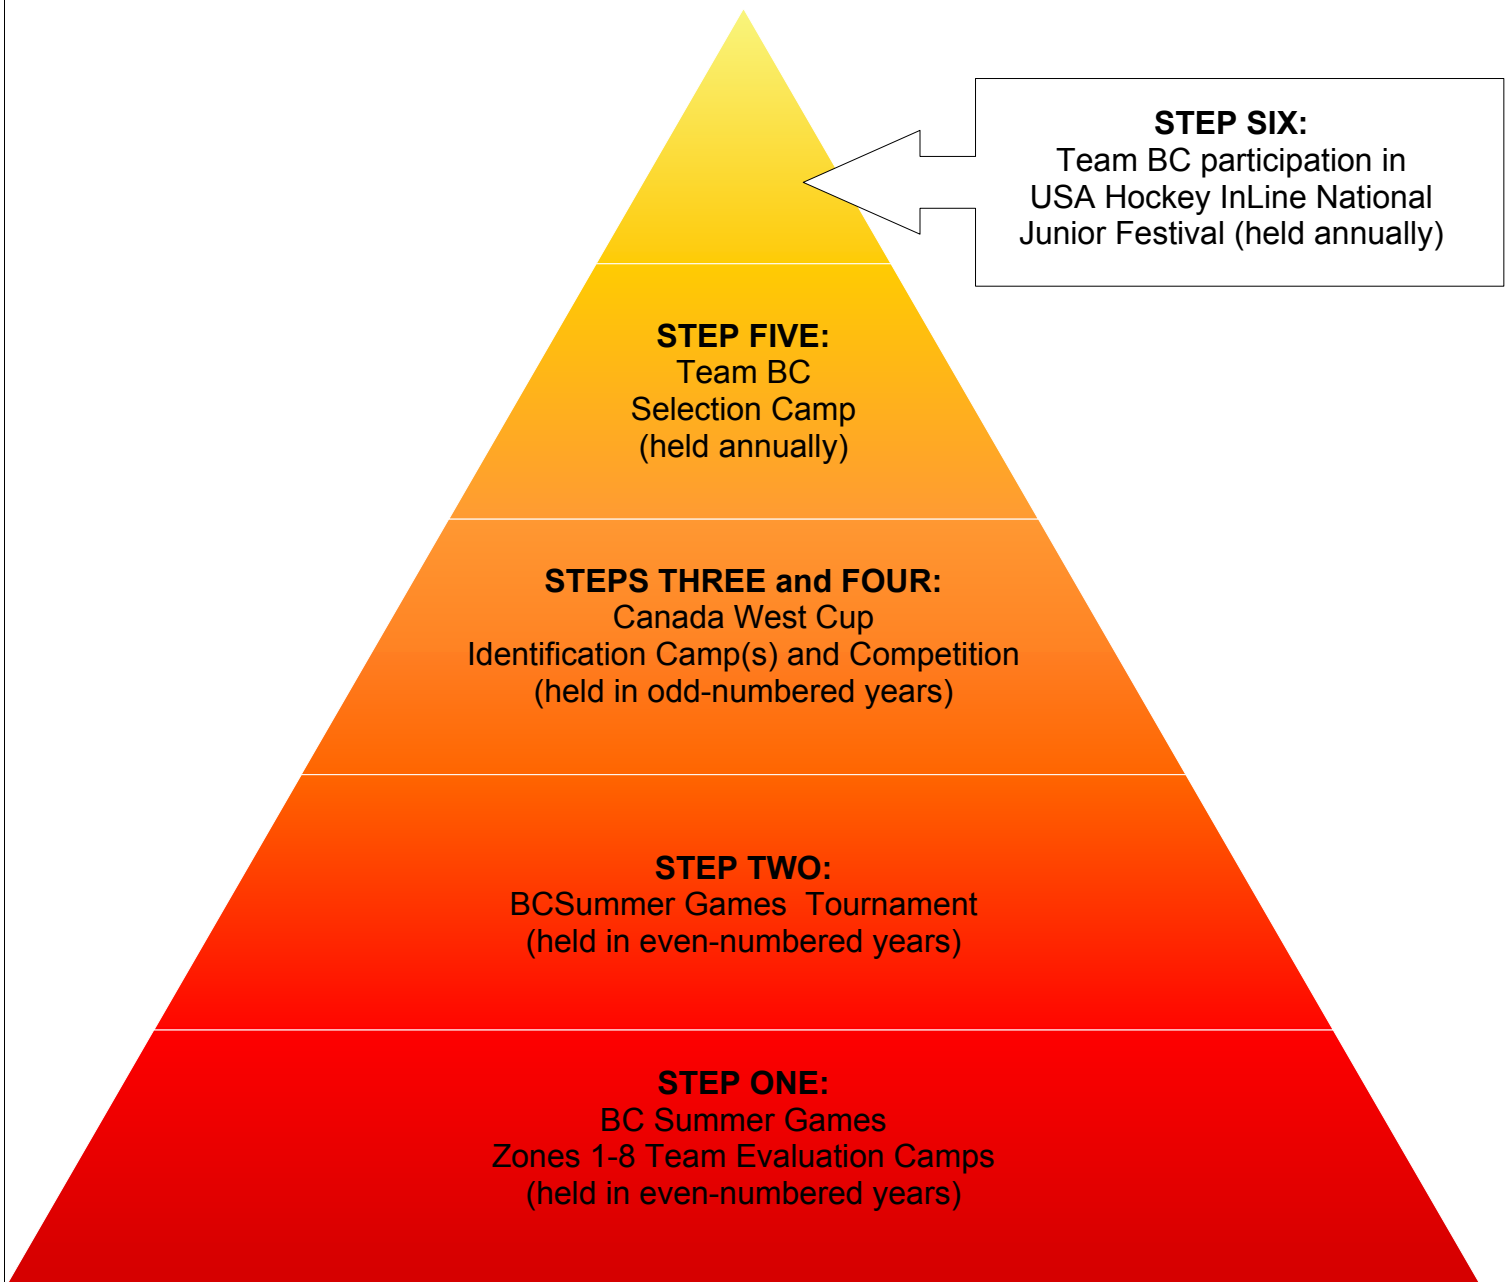 STEP SIX:
Team BC participation in
USA Hockey InLine National
Junior Festival (held annually)
STEP FIVE:
Team BC
Selection Camp
(held annually)
STEPS THREE and FOUR:
Canada West Cup
Identification Camp(s) and Competition
(held in odd-numbered years)
STEP TWO:
BCSummer Games  Tournament
(held in even-numbered years)
STEP ONE:
BC Summer Games
Zones 1-8 Team Evaluation Camps
(held in even-numbered years)